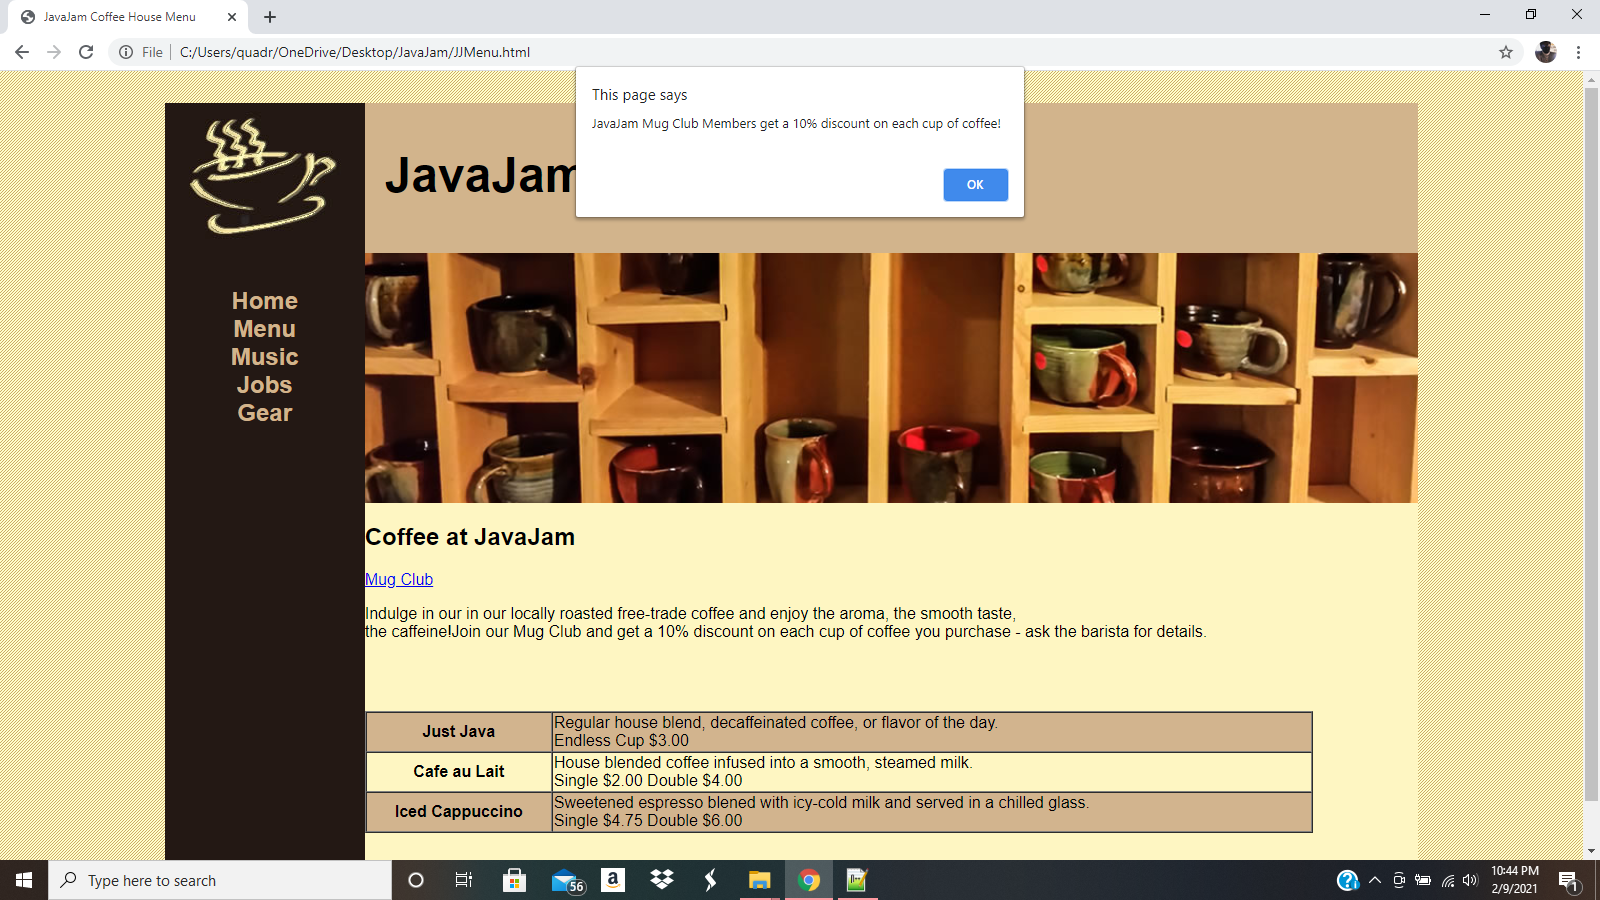 JavaJam Coffee House Menu
File
C:/Users/quadr/OneDrive/Desktop/JavaJam/JJMenu.html
This page says
JavaJam Mug Club Members get a 10% discount on each cup of coffee!
OK
JavaJam
Home
Menu
Music
Jobs
Gear
Coffee at JavaJam
Mug Club
Indulge in our in our locally roasted free-trade coffee and enjoy the aroma, the smooth taste,
the caffeine!Join our Mug Club and get a 10% discount on each cup of coffee you purchase - ask the barista for details.
Just Java
Regular house blend, decaffeinated coffee, or flavor of the day.
Endless Cup $3.00
Cafe au Lait
House blended coffee infused into a smooth, steamed milk.
Single $2.00 Double $4.00
Iced Cappuccino
Sweetened espresso blened with icy-cold milk and served in a chilled glass.
Single $4.75 Double $6.00
Type here to search
56
a
10:44 PM
2/9/2021
1